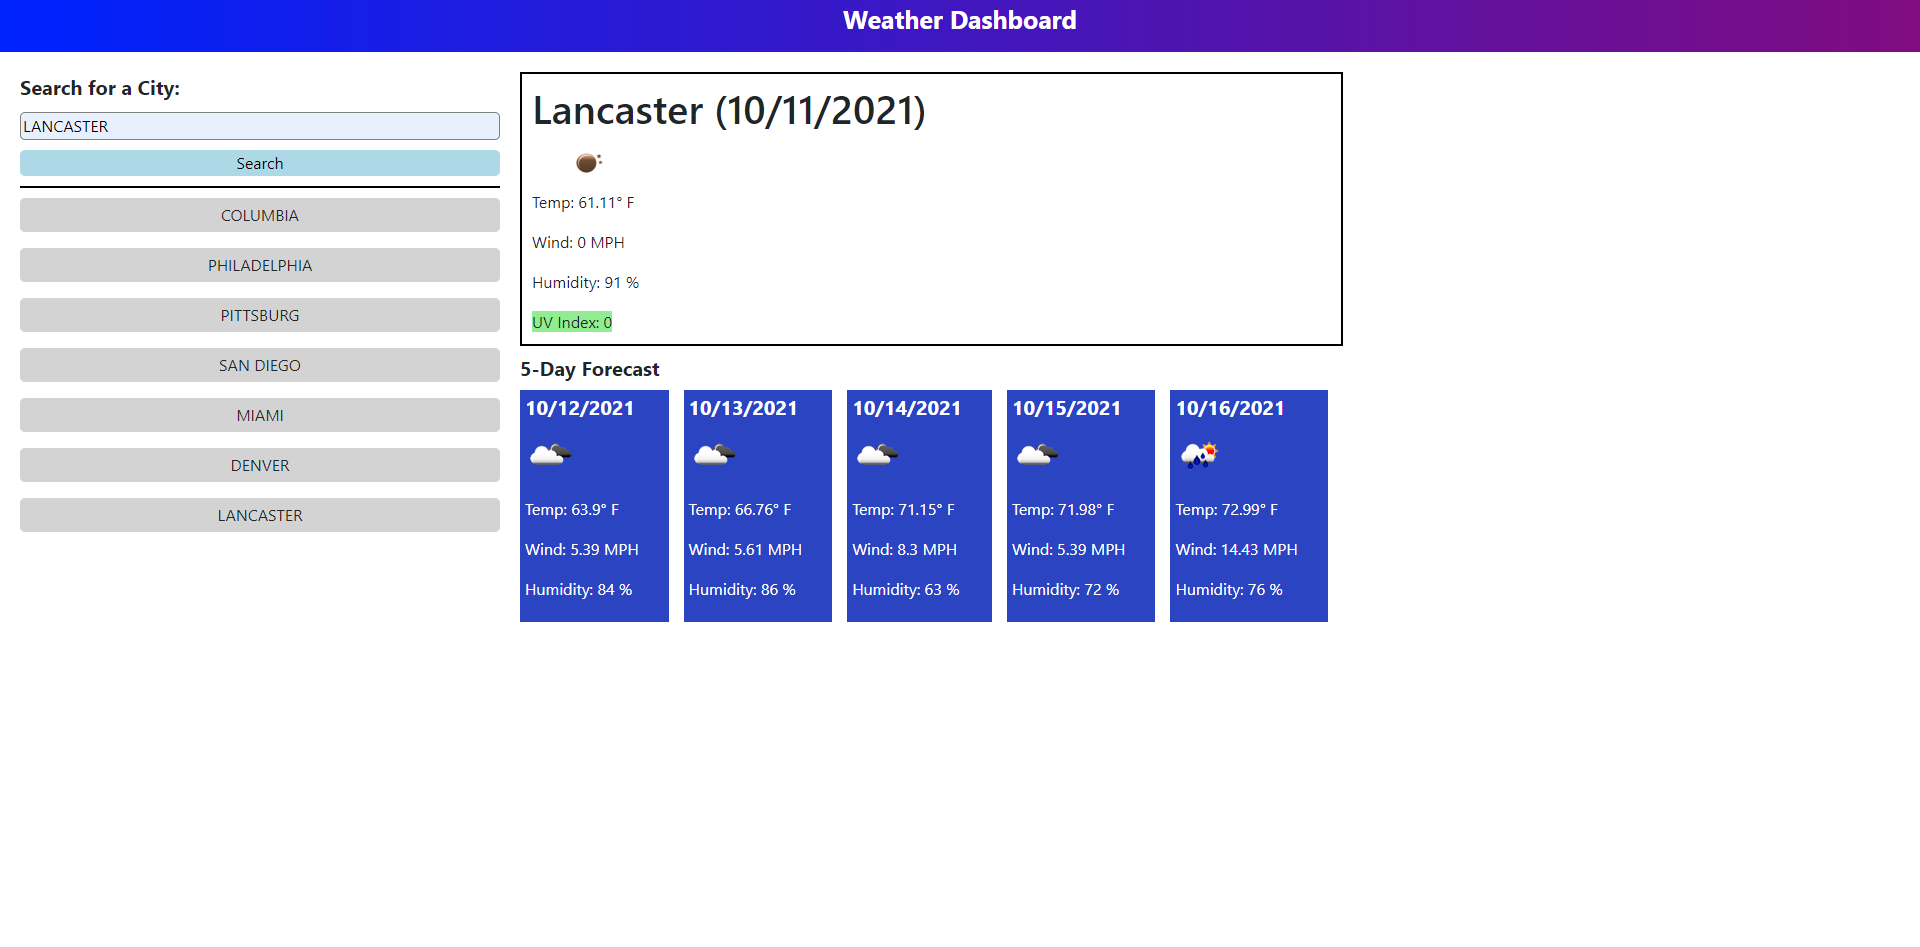 Weather Dashboard
Search for a City:
LANCASTER
Search
COLUMBIA
PHILADELPHIA
PITTSBURG
SAN DIEGO
MIAMI
DENVER
LANCASTER
Lancaster (10/11/2021)
Temp: 61.11° F
Wind: 0 MPH
Humidity: 91 %
UV Index: 0
5-Day Forecast
10/12/2021
Temp: 63.9° F
Wind: 5.39 MPH
Humidity: 84 %
10/13/2021
Temp: 66.76° F
Wind: 5.61 MPH
Humidity: 86 %
10/14/2021
Temp: 71.15° F
Wind: 8.3 MPH
Humidity: 63 %
10/15/2021
Temp: 71.98° F
Wind: 5.39 MPH
Humidity: 72 %
10/16/2021
Temp: 72.99° F
Wind: 14.43 MPH
Humidity: 76 %